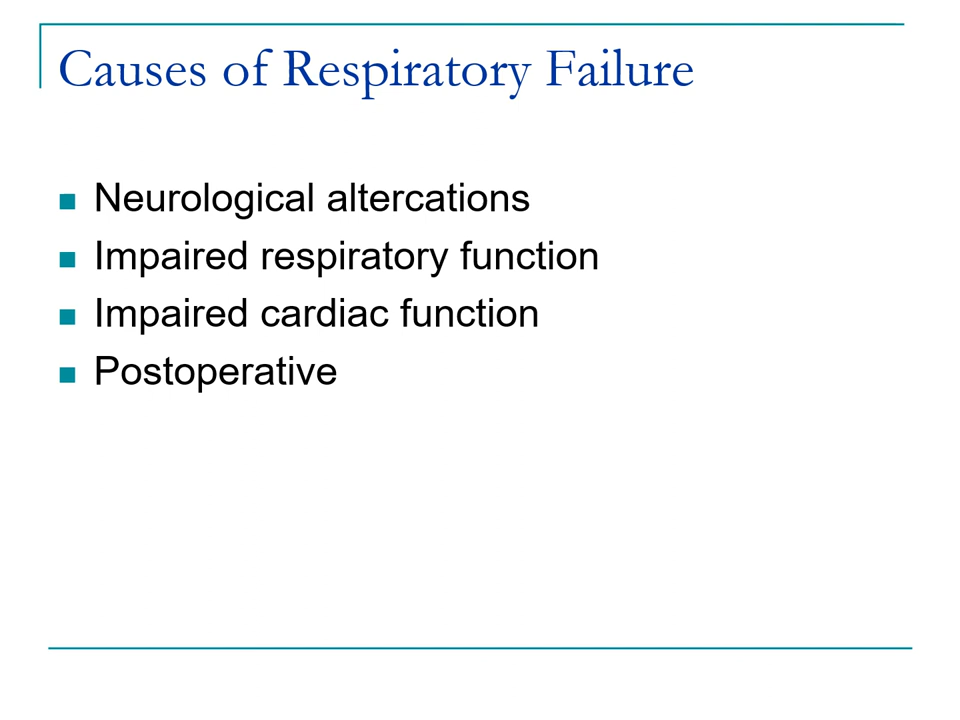 Causes of Respiratory Failure
Neurological altercations
Impaired respiratory function
Impaired cardiac function
Postoperative